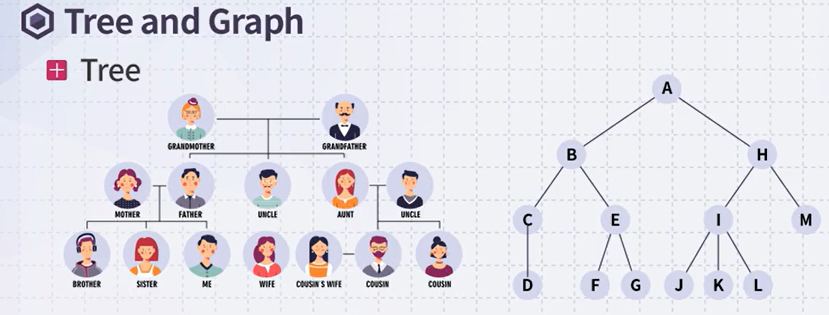 Tree and Graph
Tree
GRANDMOTHER GRANDFATHER
MOTHER FATHER UNCLE AUNT UNCLE
BROTHER SISTER ME WIFE COUSIN S WIFE COUSIN COUSIN
A
B H
C E I M
D F G J K L